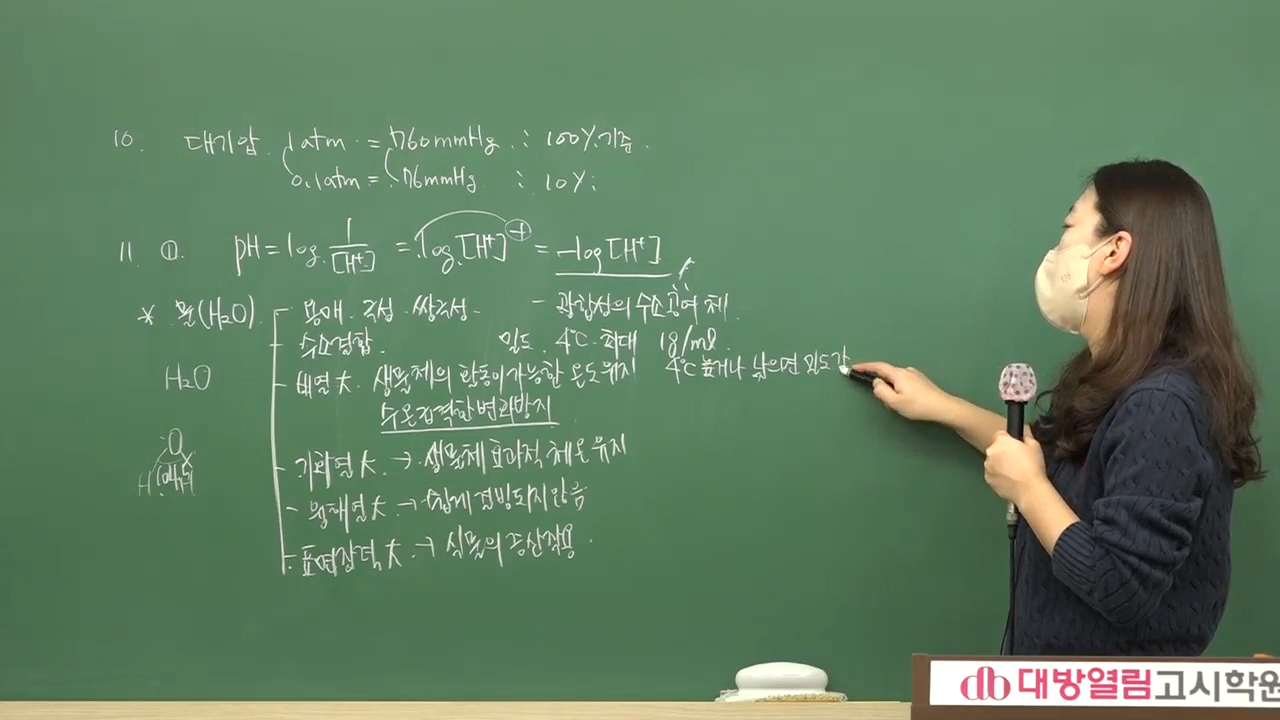 10. 대기압. 1atm = 760mmHg ∴ 100% 기준.
0.1atm = 76mmHg ∴ 10%
11 ①. pH = log 1/[H⁺] = log[H⁺]⁻¹ = -log[H⁺]
* 물(H₂O) - 용매. 극성. 쌍극성. - 광합성의 수소공여체
- 수소결합. 밀도. 4℃. 최대 1g/ml.
H₂O
- 비열大. 생물체의 활동이 가능한 온도유지 4℃ 높거나 낮으면 밀도감
수온 급격한 변화방지
O
H H
- 기화열大. → 생물체 효과적 체온유지
- 융해열大 → 쉽게 결빙되지 않음
- 표면장력大. → 식물의 증산작용.
대방열림고시학원